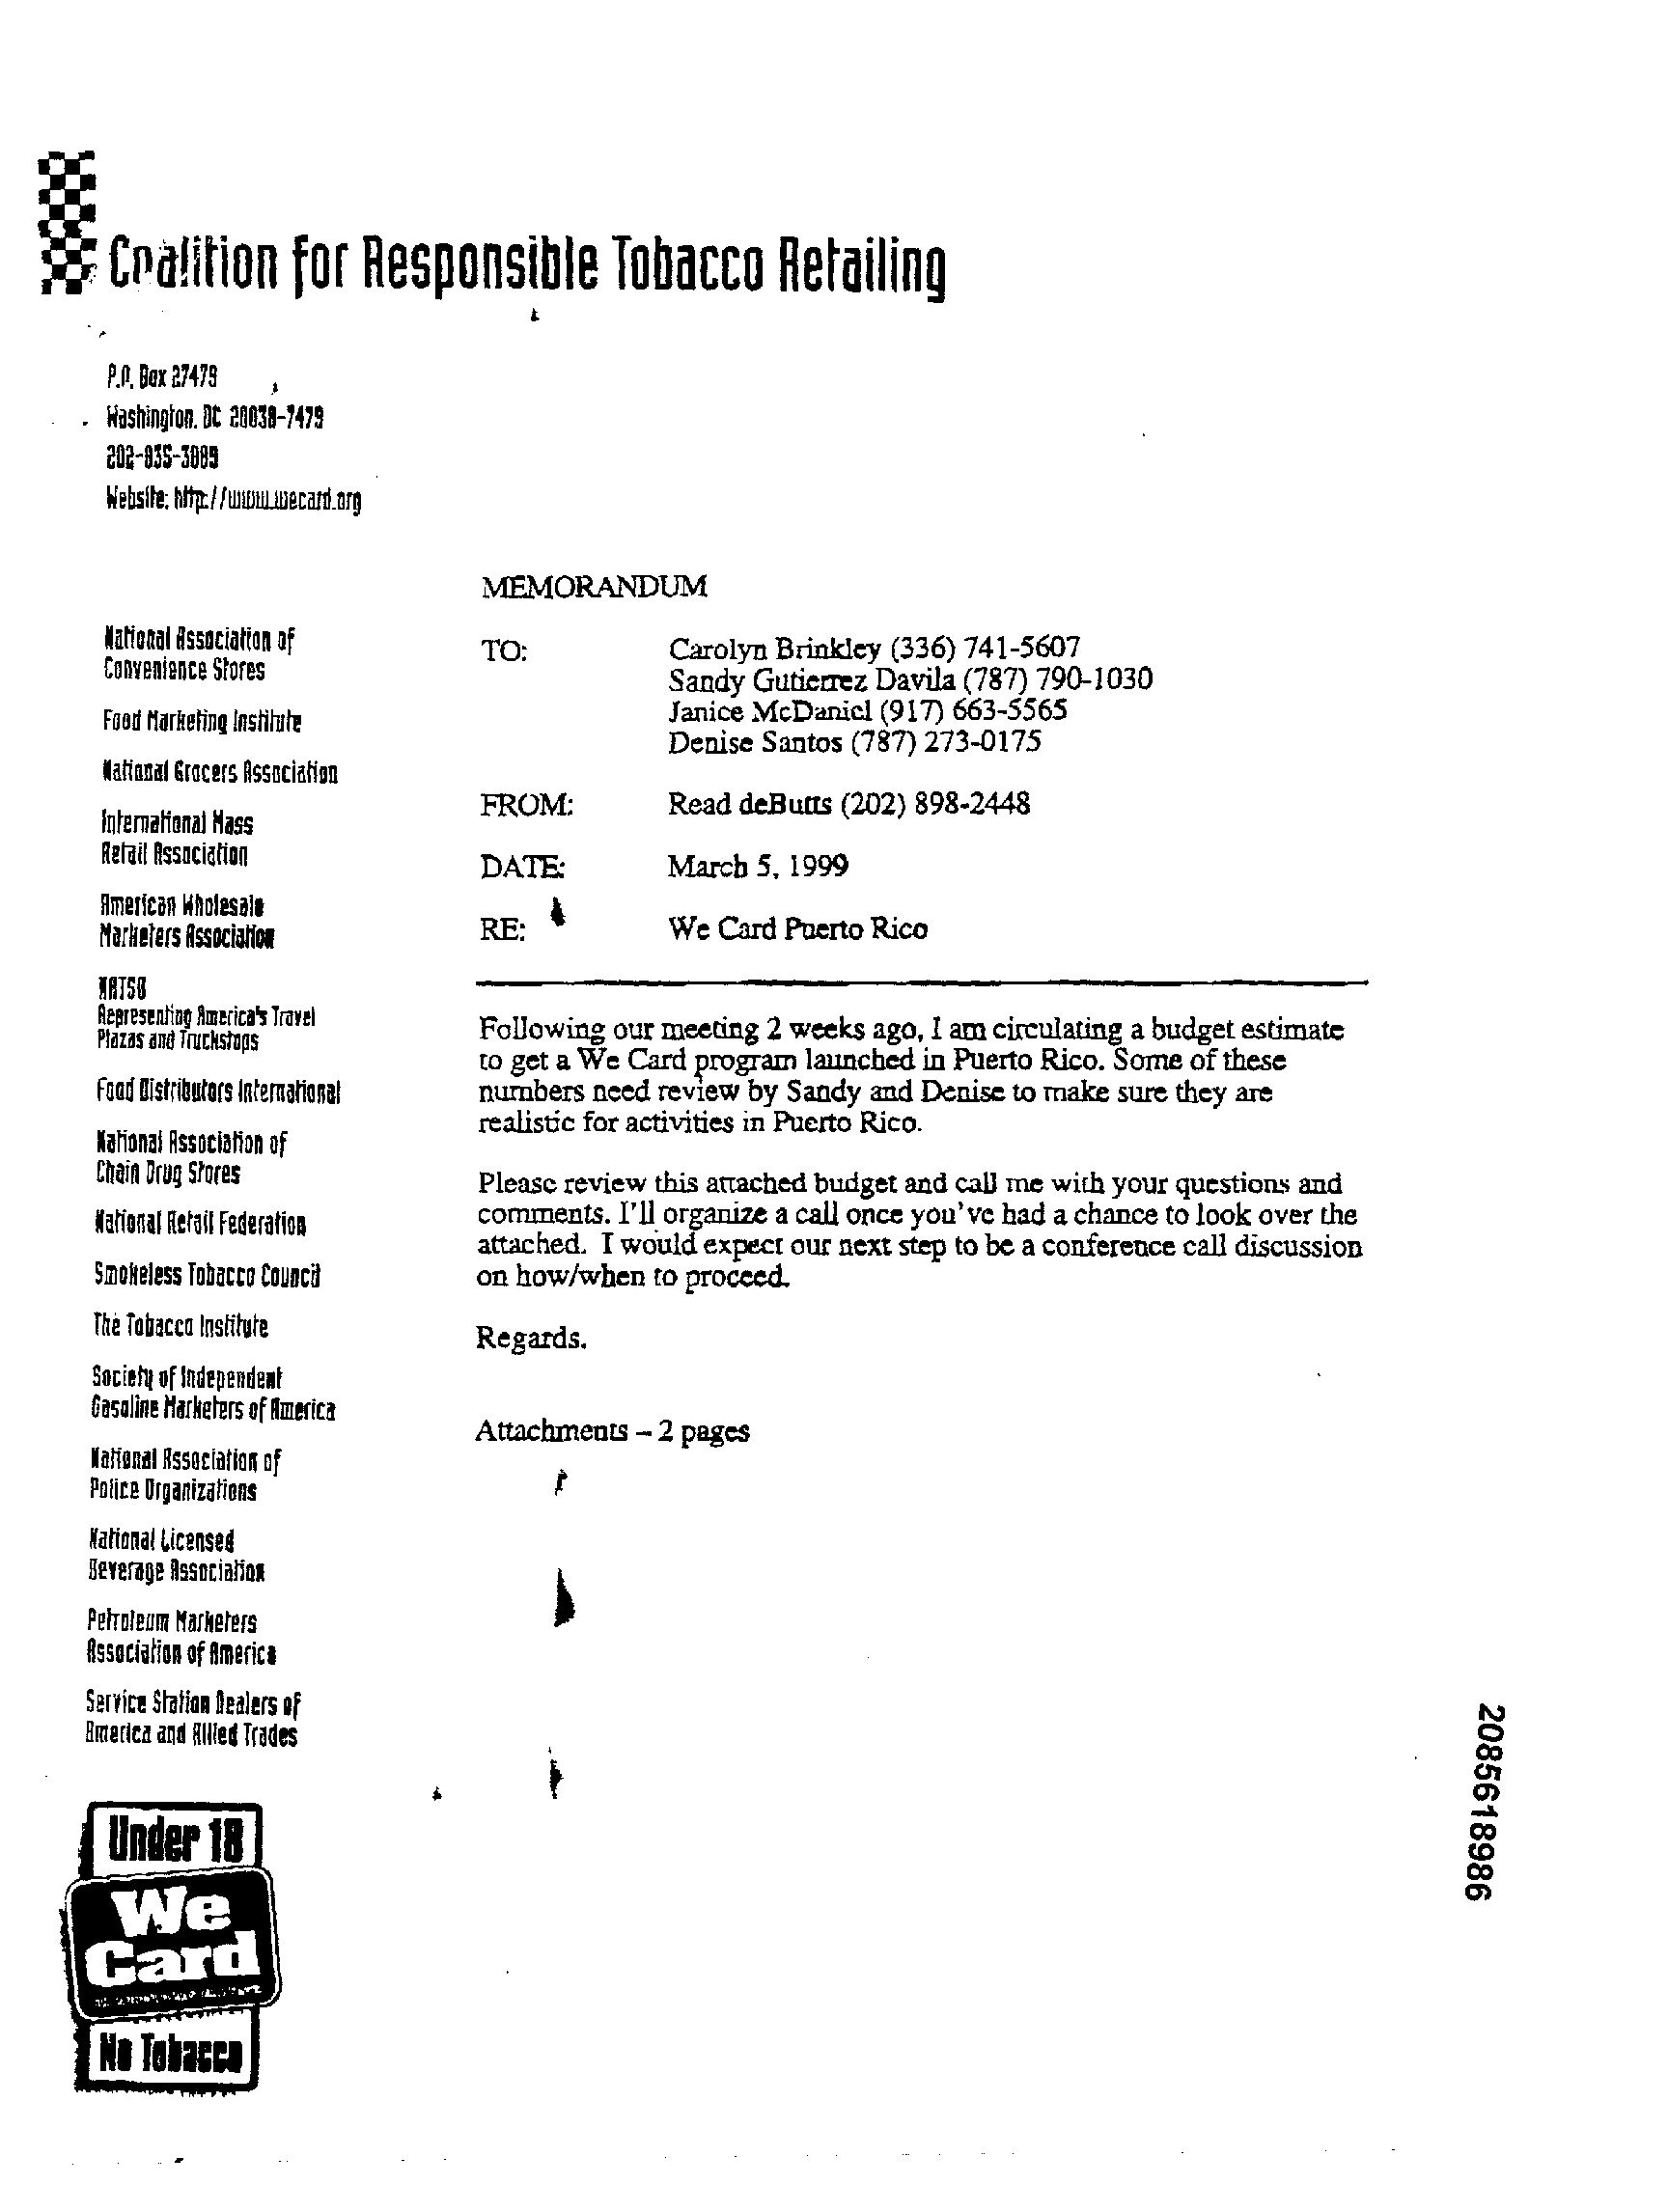 Coalition for Responsible Tobacco Retailing
P.O. Box 27479
Washington, DC 20038-7479
202-835-3089
Website: http://www.wecard.org
National Association of
Convenience Stores
Food Marketing Institute
National Grocers Association
International Mass
Retail Association
American Wholesale
Marketers Association
NATSO
Representing America's Travel
Plazas and Truckstops
Food Distributors International
National Association of
Chain Drug Stores
National Retail Federation
Smokeless Tobacco Council
The Tobacco Institute
Society of Independent
Gasoline Marketers of America
National Association of
Police Organizations
National Licensed
Beverage Association
Petroleum Marketers
Association of America
Service Station Dealers of
America and Allied Trades
Under 18
We
Card
No Tobacco
MEMORANDUM
TO: Carolyn Brinkley (336) 741-5607
Sandy Gutierrez Davila (787) 790-1030
Janice McDaniel (917) 663-5565
Denise Santos (787) 273-0175
FROM: Read deButts (202) 898-2448
DATE: March 5, 1999
RE: We Card Puerto Rico
Following our meeting 2 weeks ago, I am circulating a budget estimate
to get a We Card program launched in Puerto Rico. Some of these
numbers need review by Sandy and Denise to make sure they are
realistic for activities in Puerto Rico.
Please review this attached budget and call me with your questions and
comments. I'll organize a call once you've had a chance to look over the
attached. I would expect our next step to be a conference call discussion
on how/when to proceed.
Regards.
Attachments – 2 pages
2085618986